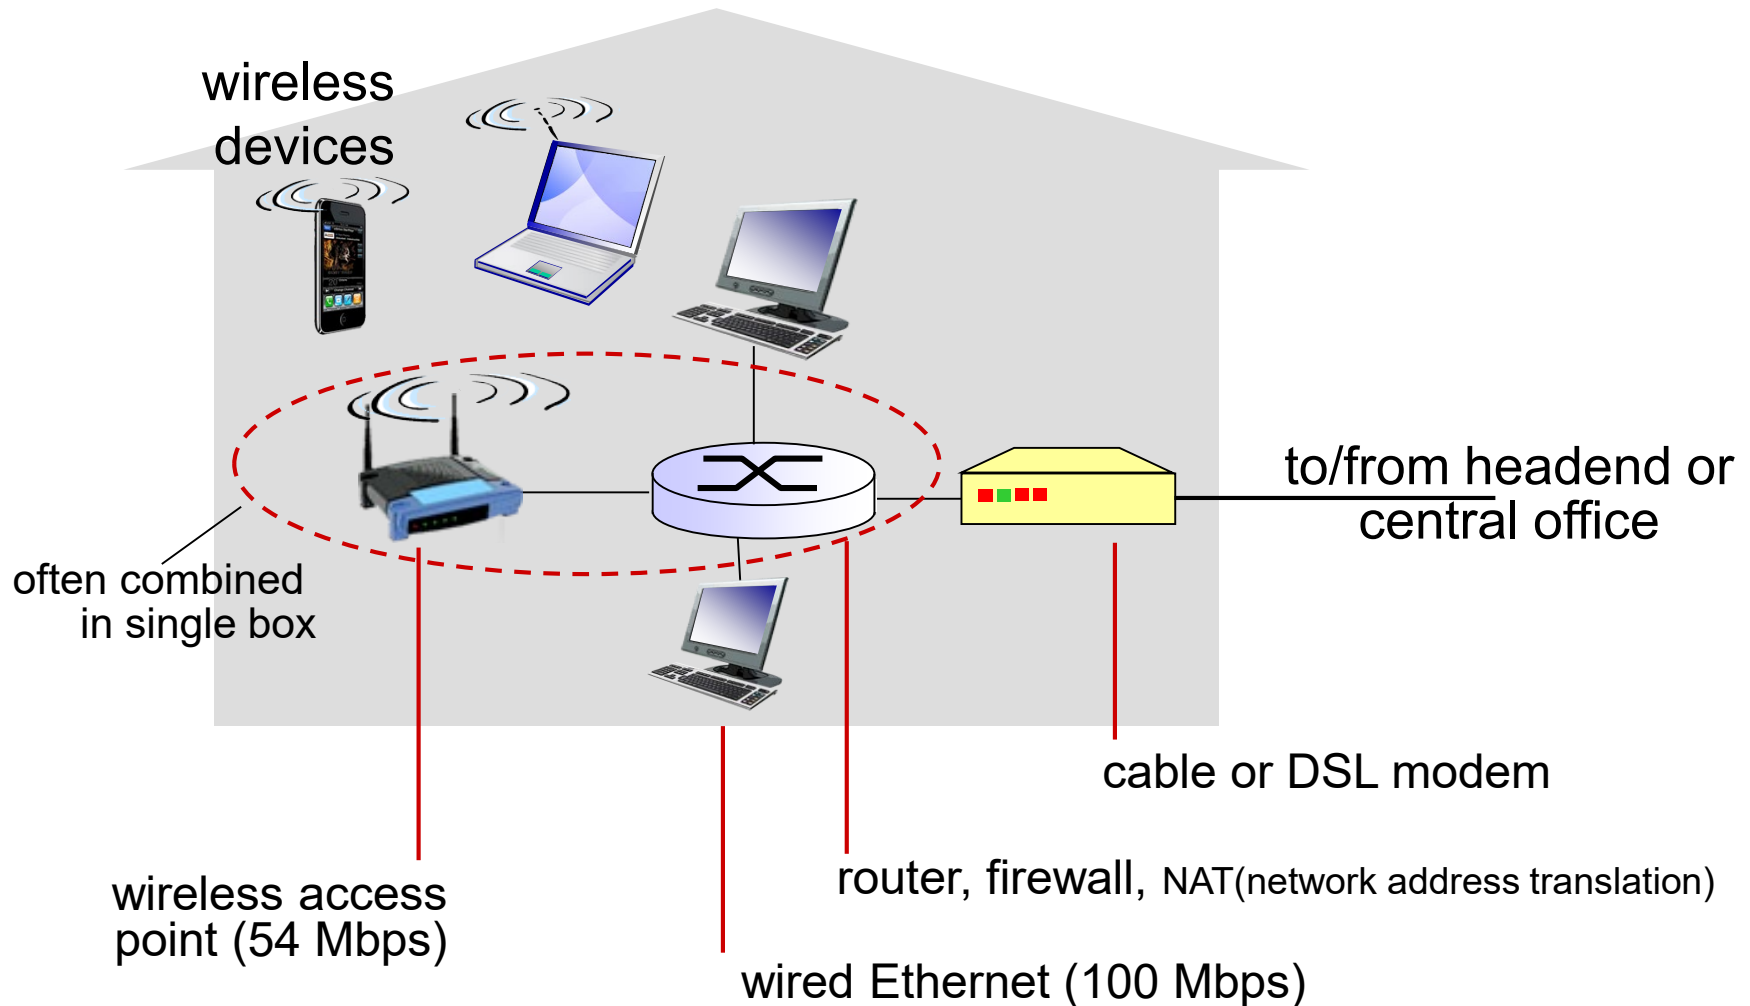 wireless
devices
to/from headend or
central office
often combined
in single box
cable or DSL modem
router, firewall, NAT(network address translation)
wireless access
point (54 Mbps)
wired Ethernet (100 Mbps)